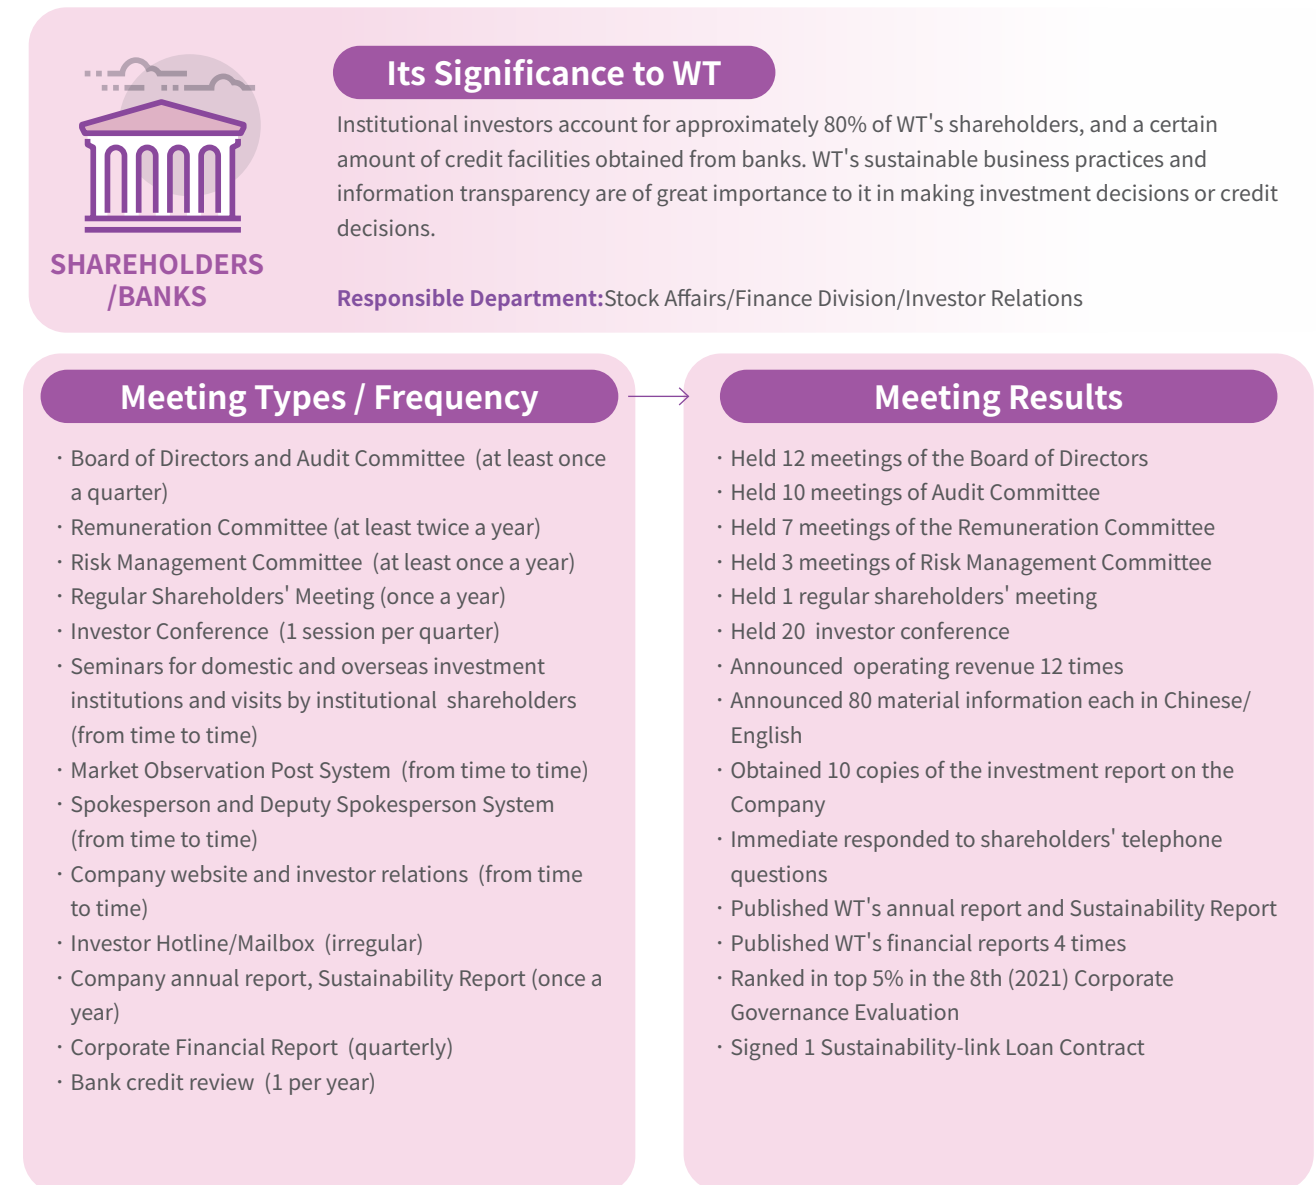 Its Significance to WT
Institutional investors account for approximately 80% of WT's shareholders, and a certain
amount of credit facilities obtained from banks. WT's sustainable business practices and
information transparency are of great importance to it in making investment decisions or credit
decisions.
SHAREHOLDERS
/BANKS
Responsible Department:Stock Affairs/Finance Division/Investor Relations
Meeting Types / Frequency
· Board of Directors and Audit Committee (at least once
a quarter)
· Remuneration Committee (at least twice a year)
· Risk Management Committee (at least once a year)
· Regular Shareholders' Meeting (once a year)
· Investor Conference (1 session per quarter)
· Seminars for domestic and overseas investment
institutions and visits by institutional shareholders
(from time to time)
· Market Observation Post System (from time to time)
· Spokesperson and Deputy Spokesperson System
(from time to time)
· Company website and investor relations (from time
to time)
· Investor Hotline/Mailbox (irregular)
· Company annual report, Sustainability Report (once a
year)
· Corporate Financial Report (quarterly)
· Bank credit review (1 per year)
Meeting Results
· Held 12 meetings of the Board of Directors
· Held 10 meetings of Audit Committee
· Held 7 meetings of the Remuneration Committee
· Held 3 meetings of Risk Management Committee
· Held 1 regular shareholders' meeting
· Held 20 investor conference
· Announced operating revenue 12 times
· Announced 80 material information each in Chinese/
English
· Obtained 10 copies of the investment report on the
Company
· Immediate responded to shareholders' telephone
questions
· Published WT's annual report and Sustainability Report
· Published WT's financial reports 4 times
· Ranked in top 5% in the 8th (2021) Corporate
Governance Evaluation
· Signed 1 Sustainability-link Loan Contract